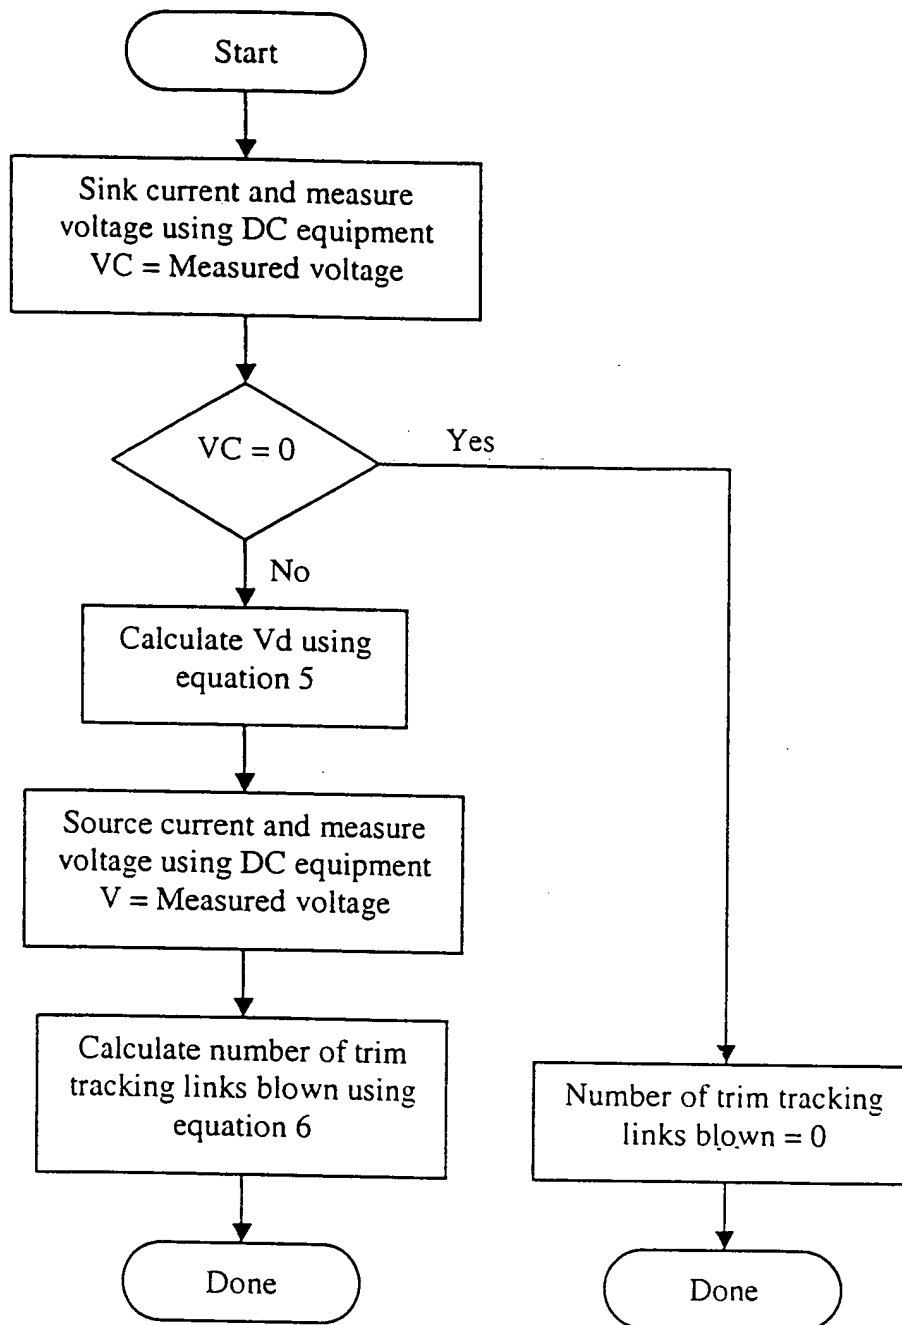 Start
Sink current and measure
voltage using DC equipment
VC = Measured voltage
VC = 0
Yes
No
Calculate Vd using
equation 5
Source current and measure
voltage using DC equipment
V = Measured voltage
Calculate number of trim
tracking links blown using
equation 6
Number of trim tracking
links blown = 0
Done
Done